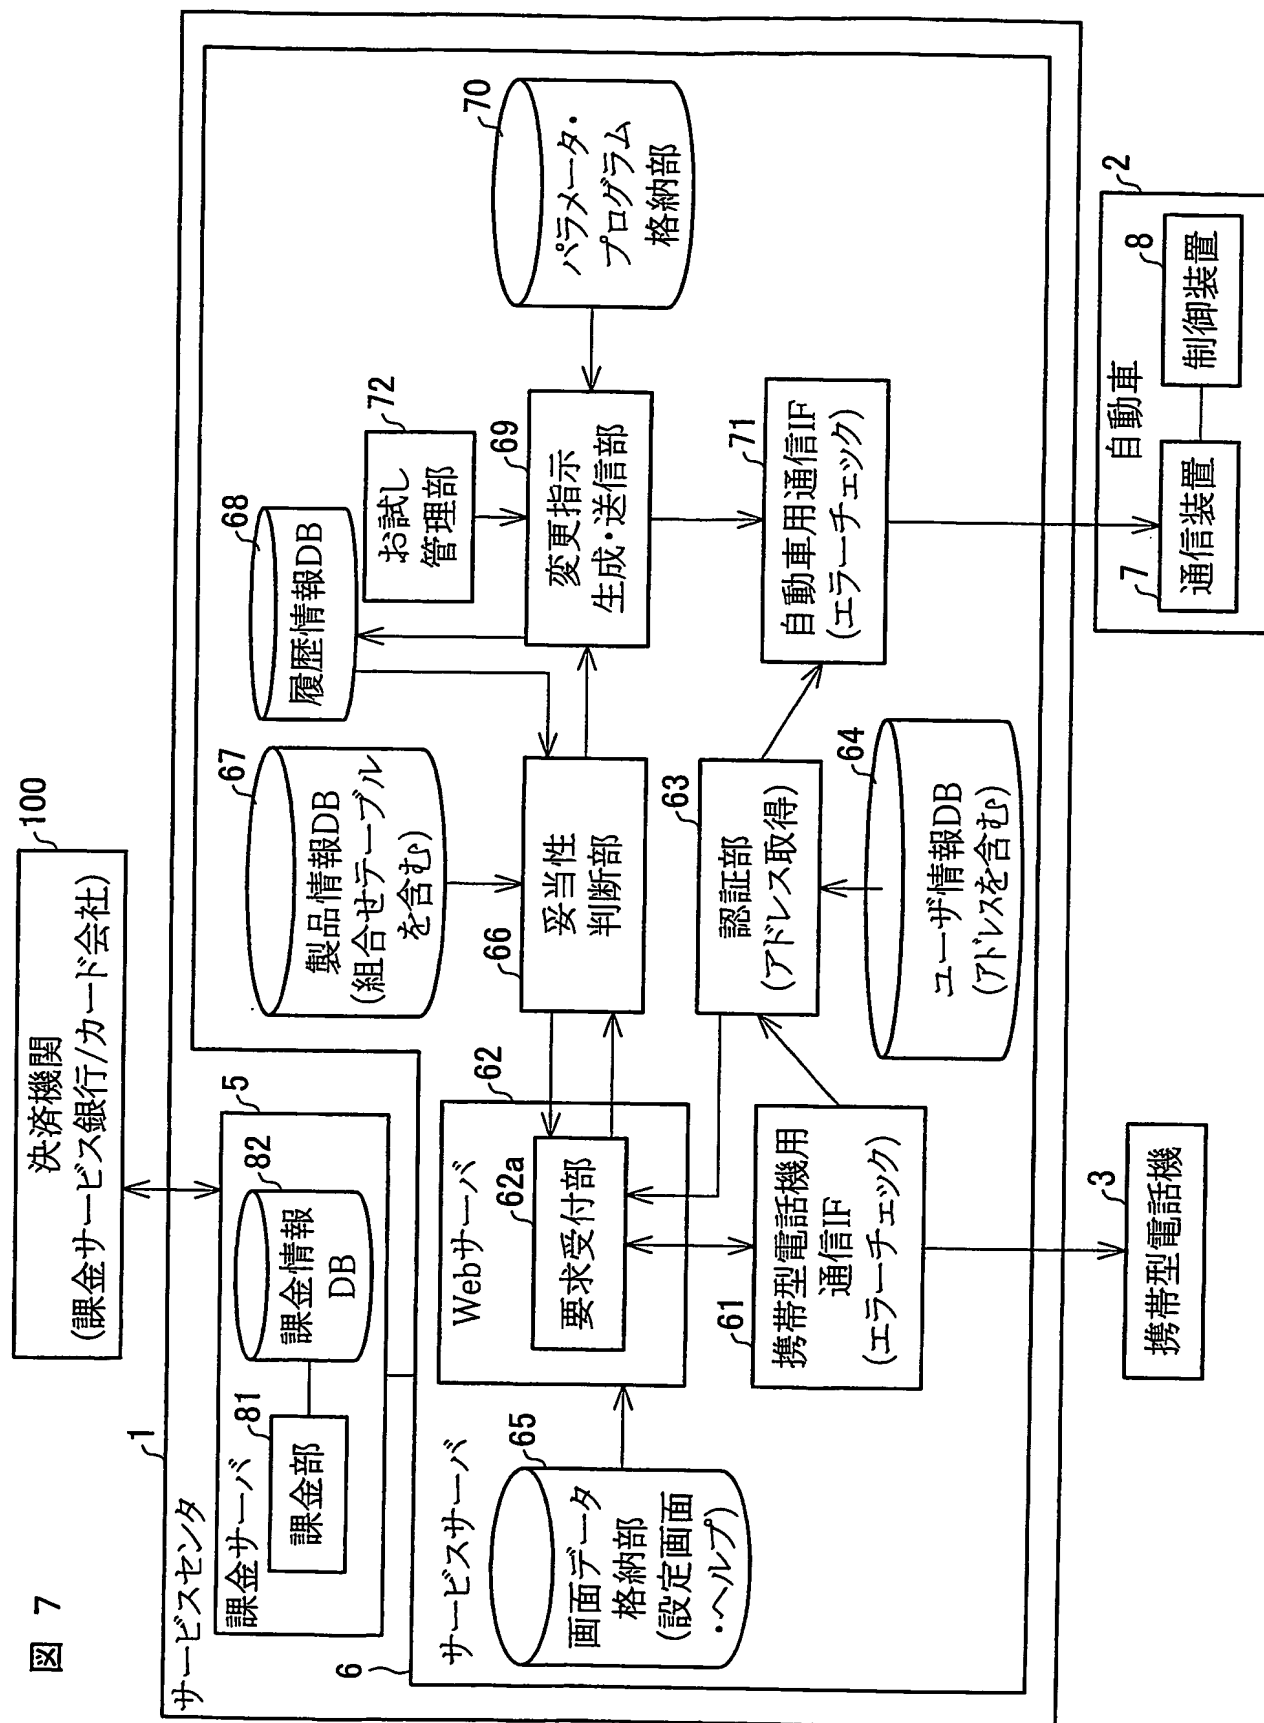 図 7
決済機関
(課金サービス銀行/カード会社)
100
1
サービスセンタ
課金サーバ
5
81
課金部
82
課金情報
DB
6
サービスサーバ
65
画面データ
格納部
(設定画面
・ヘルプ)
Webサーバ
62
62a
要求受付部
61
携帯型電話機用
通信IF
(エラーチェック)
67
製品情報DB
(組合せテーブル
を含む)
66
妥当性
判断部
63
認証部
(アドレス取得)
64
ユーザ情報DB
(アドレスを含む)
68
履歴情報DB
72
お試し
管理部
69
変更指示
生成・送信部
71
自動車用通信IF
(エラーチェック)
70
パラメータ・
プログラム
格納部
3
携帯型電話機
2
自動車
7
通信装置
8
制御装置